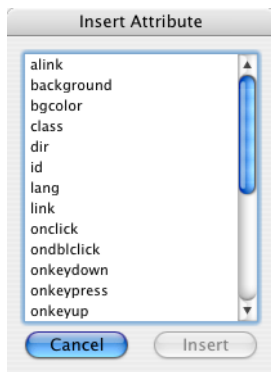 Insert Attribute
alink
background
bgcolor
class
dir
id
lang
link
onclick
ondblclick
onkeydown
onkeypress
onkeyup
Cancel
Insert